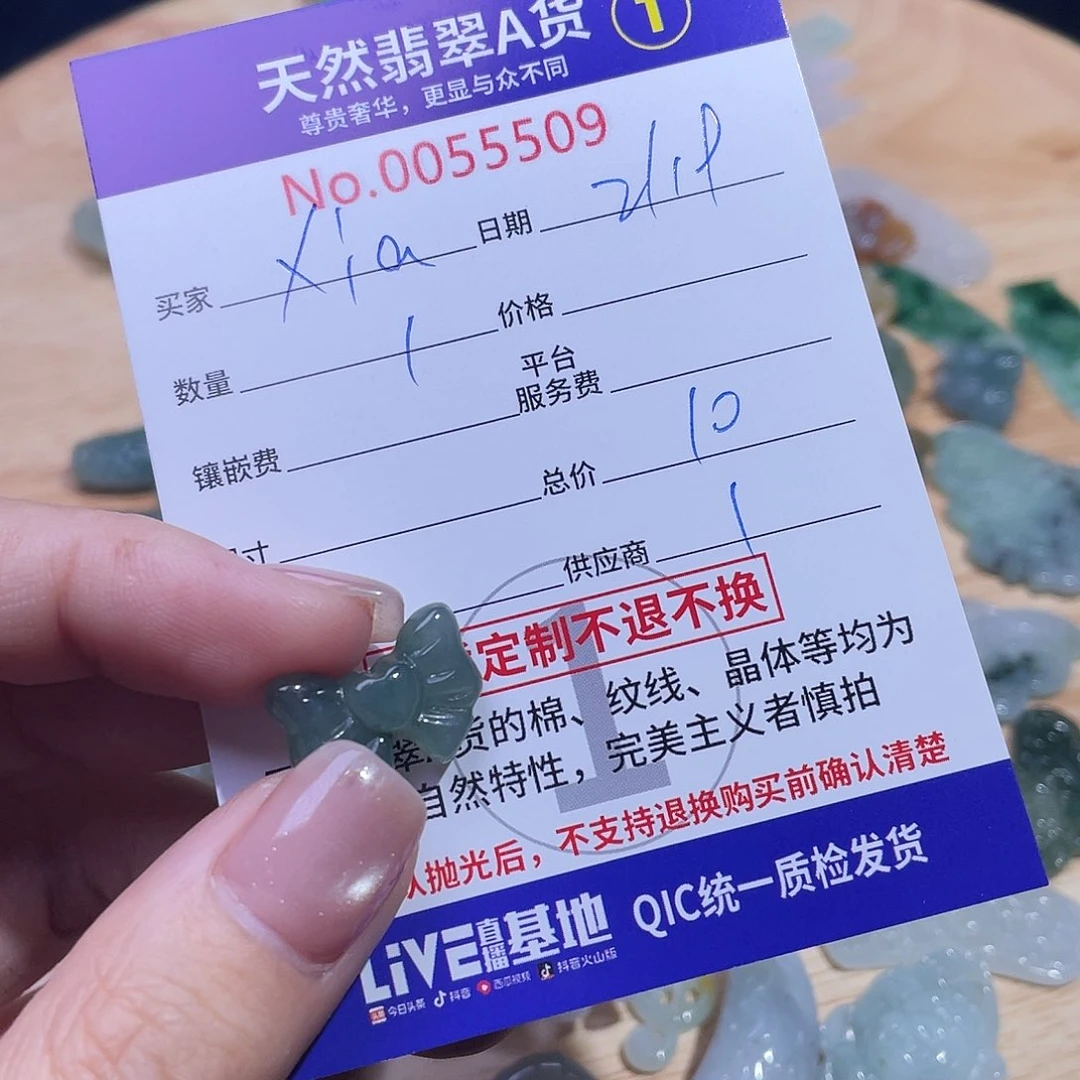 天然翡翠A货 1
尊贵奢华，更显与众不同
No.0055509
买家 Xia 日期
数量 1 价格
镶嵌费 平台服务费
寸 总价 10
供应商 1
定制不退不换
货的棉、纹线、晶体等均为
自然特性，完美主义者慎拍
认抛光后，不支持退换购买前确认清楚
LiVE直播基地 QIC统一质检发货
头条 今日头条 抖音 西瓜视频 抖音火山版